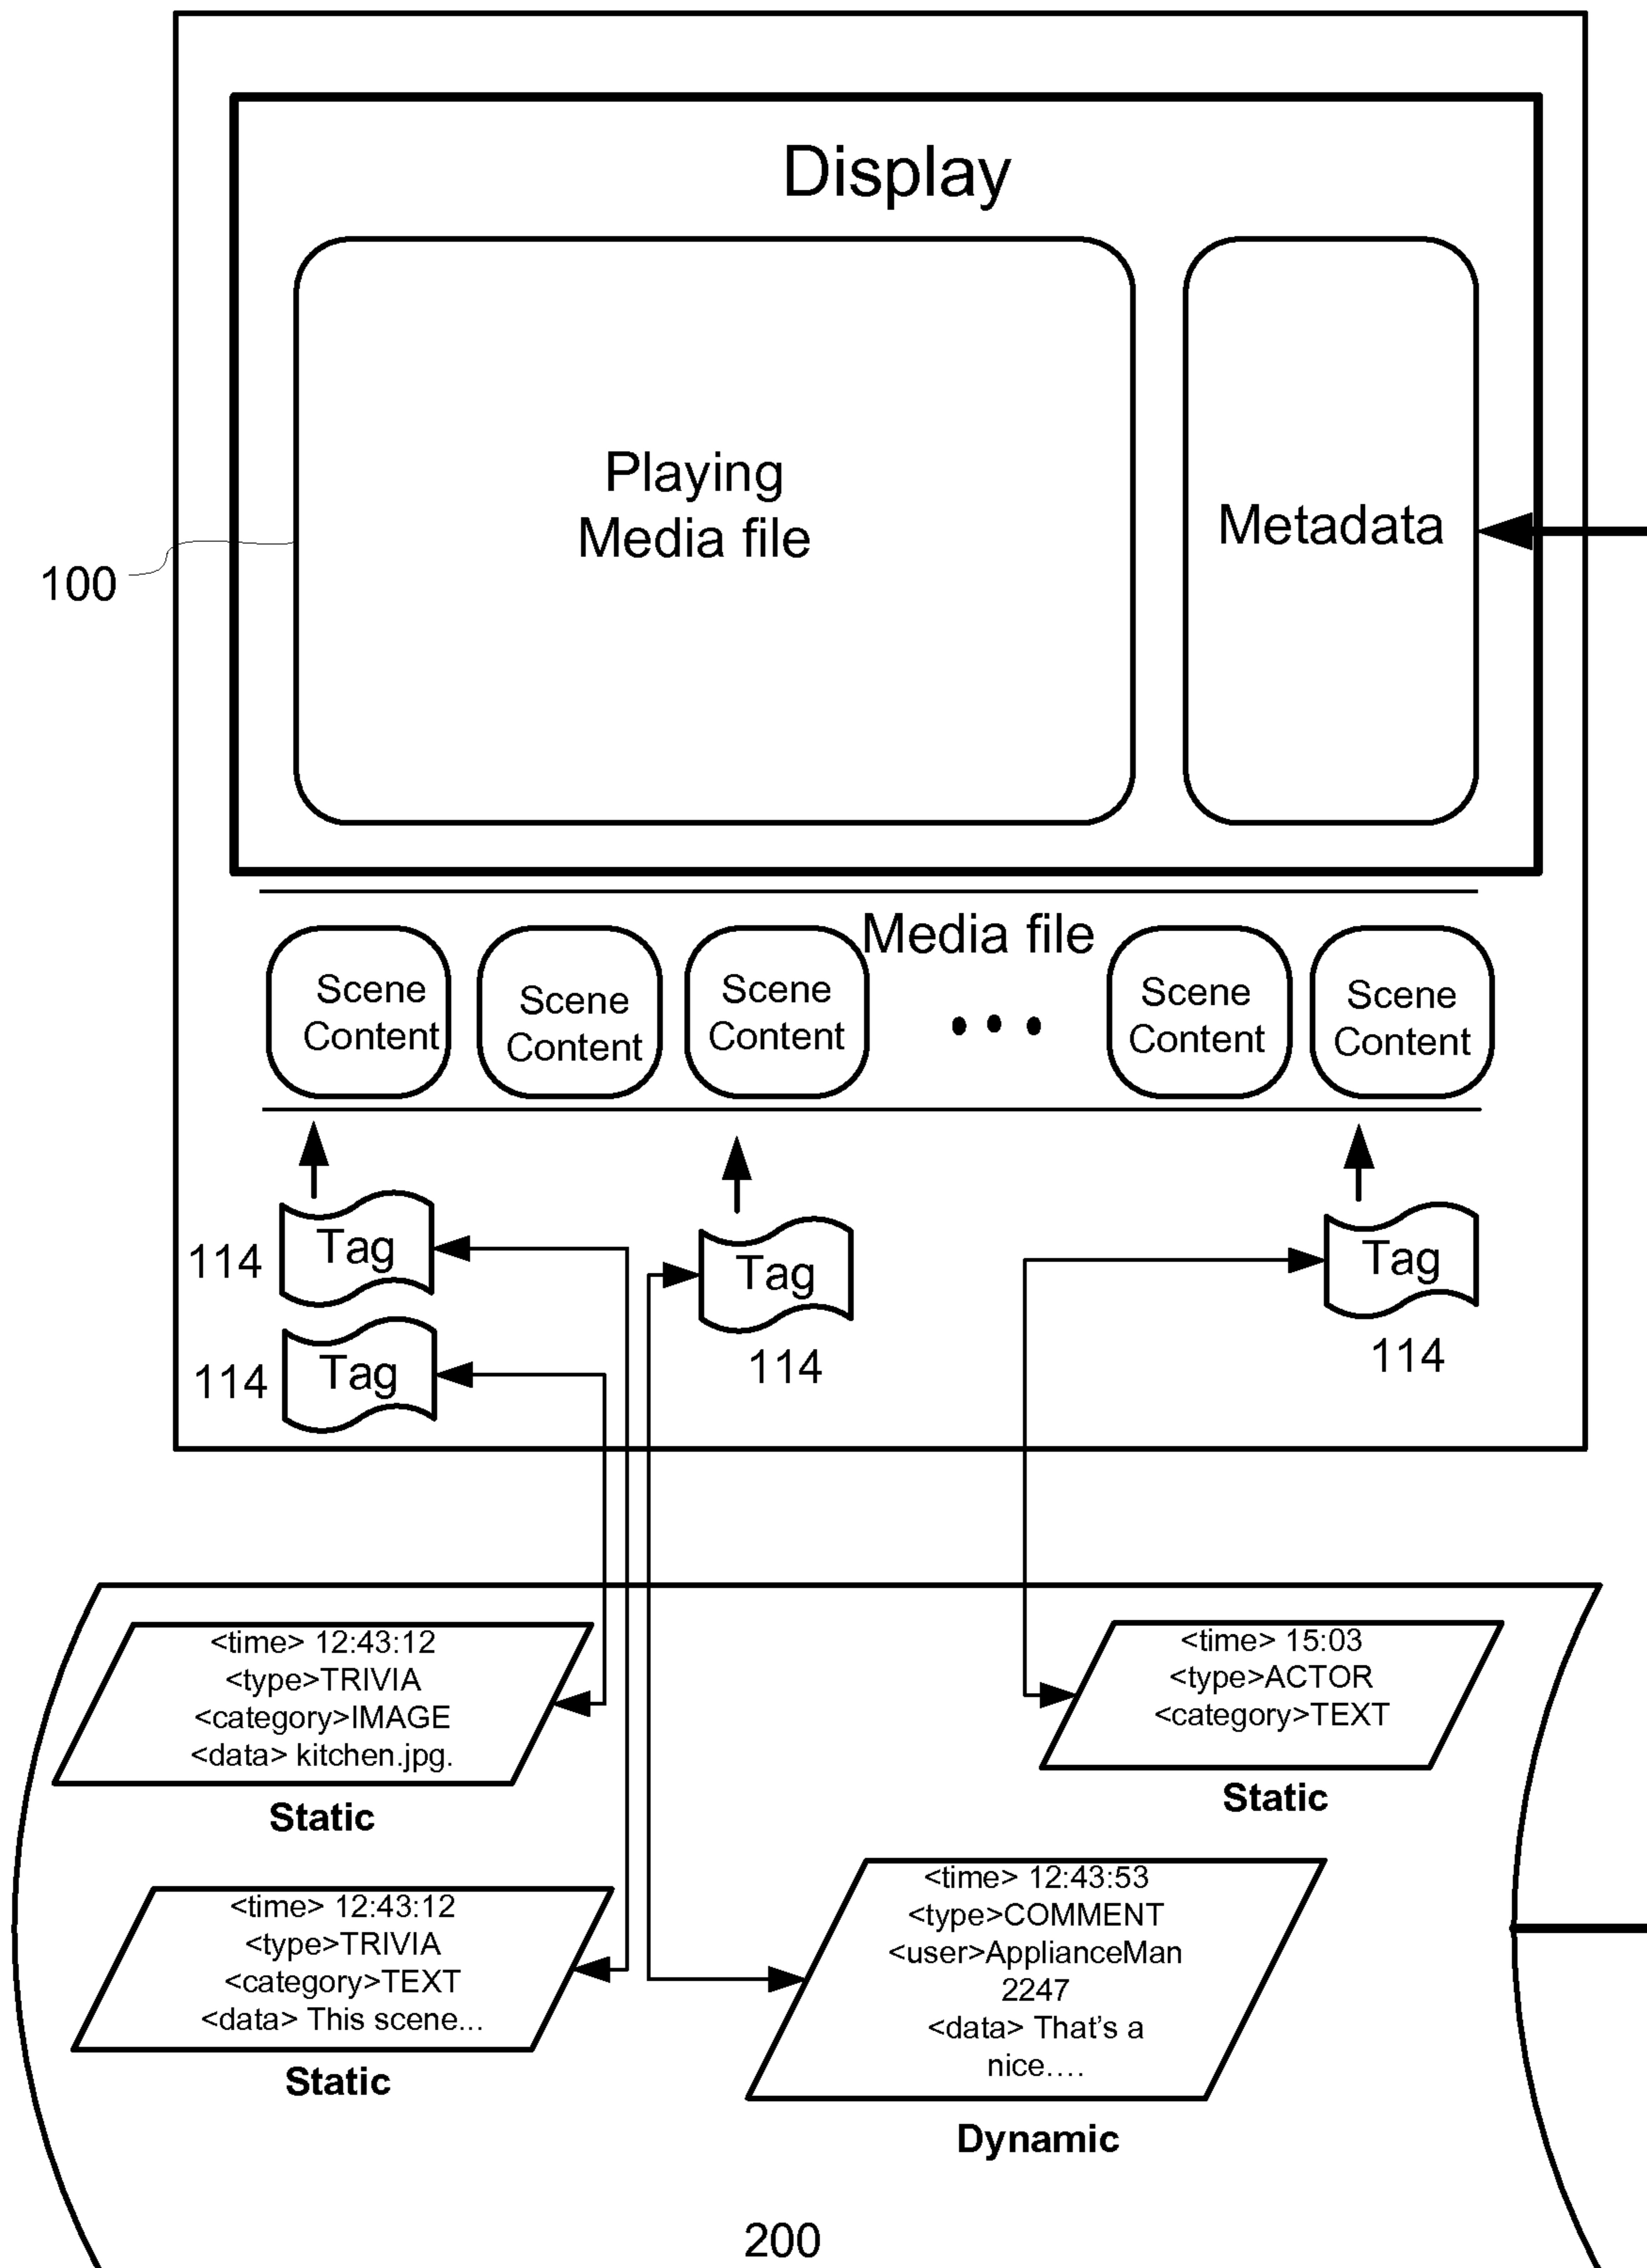 Display
Playing
Media file
Metadata
100
Media file
Scene
Content
Scene
Content
Scene
Content
Scene
Content
Scene
Content
Tag
114
Tag
114
Tag
114
Tag
114
<time> 12:43:12
<type>TRIVIA
<category>IMAGE
<data> kitchen.jpg.
Static
<time> 15:03
<type>ACTOR
<category>TEXT
Static
<time> 12:43:12
<type>TRIVIA
<category>TEXT
<data> This scene...
Static
<time> 12:43:53
<type>COMMENT
<user>ApplianceMan
2247
<data> That's a
nice....
Dynamic
200